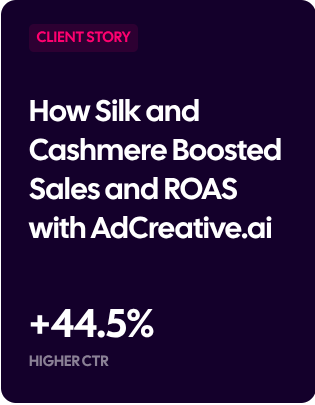 CLIENT STORY
How Silk and
Cashmere Boosted
Sales and ROAS
with AdCreative.ai
+44.5%
HIGHER CTR